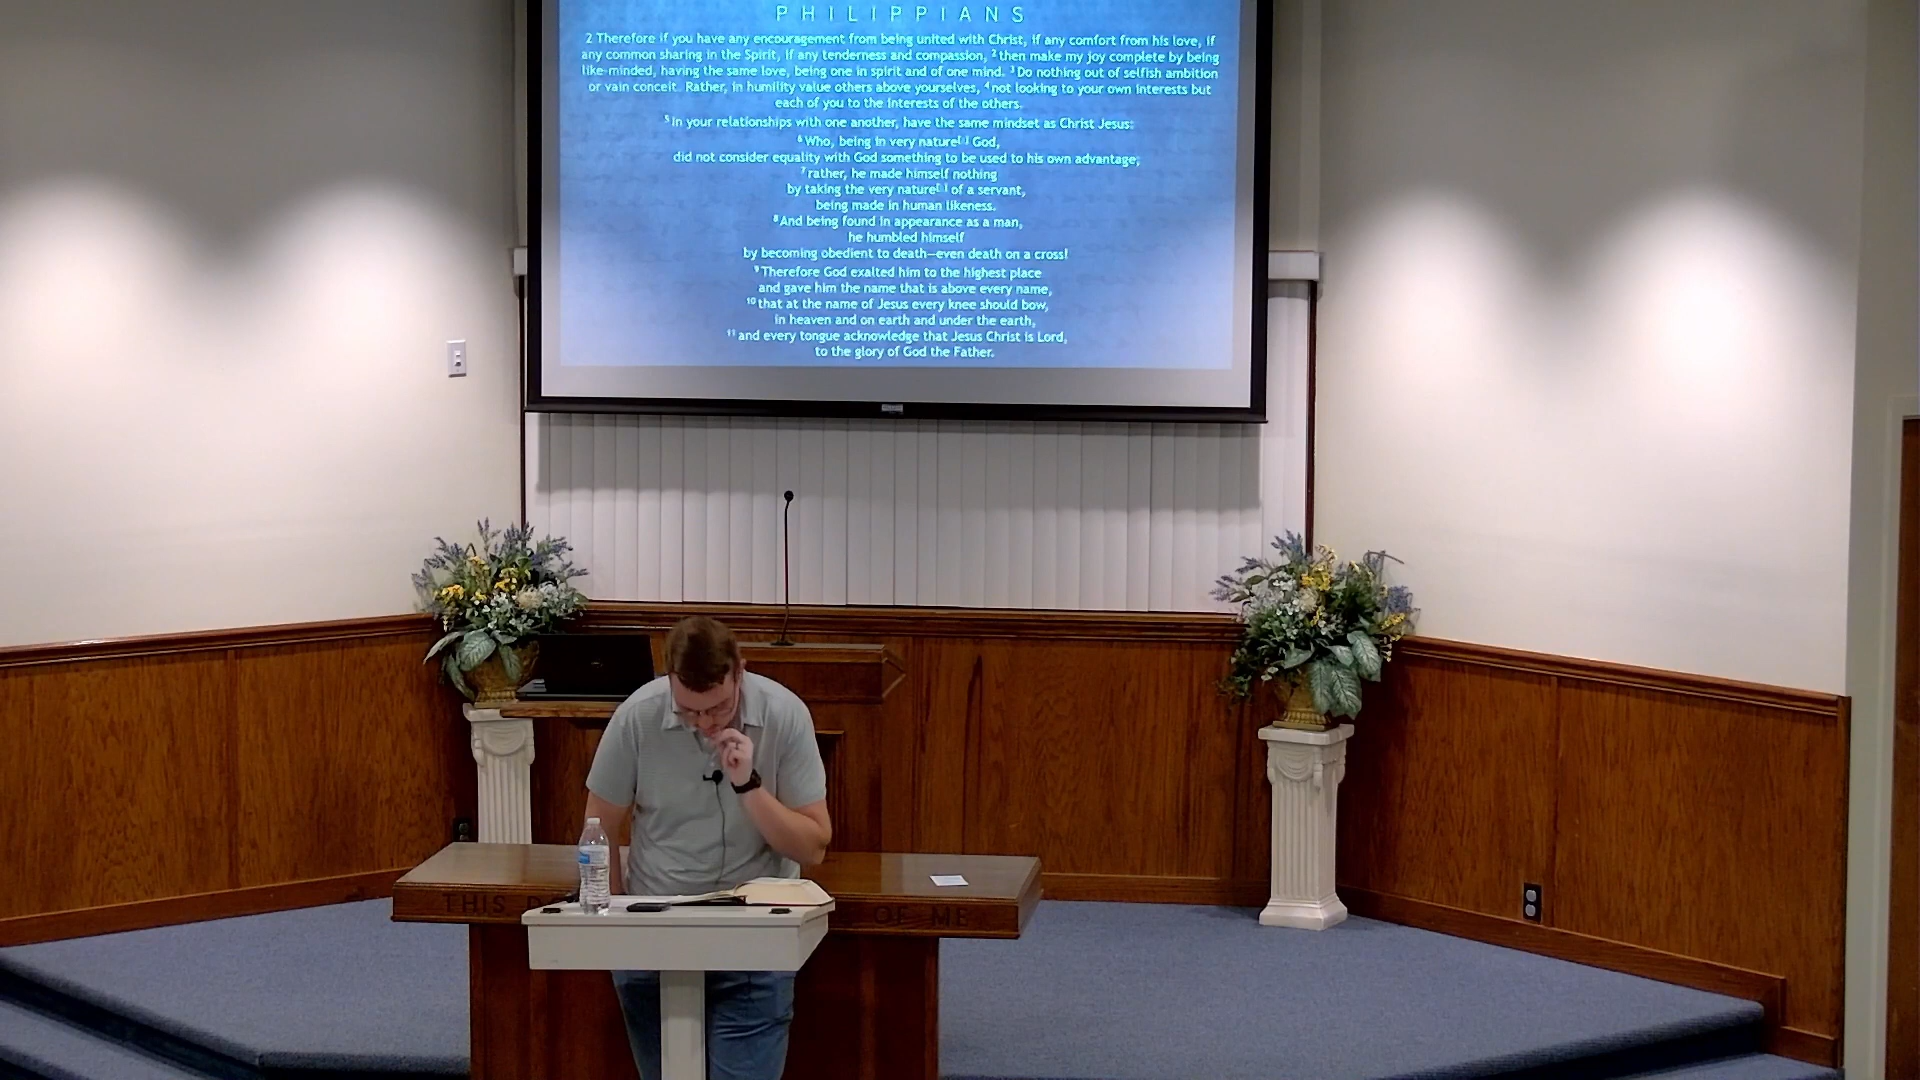 PHILIPPIANS
2 Therefore if you have any encouragement from being united with Christ, if any comfort from his love, if
any common sharing in the Spirit, if any tenderness and compassion, 2 then make my joy complete by being
like-minded, having the same love, being one in spirit and of one mind. 3 Do nothing out of selfish ambition
or vain conceit. Rather, in humility value others above yourselves, 4 not looking to your own interests but
each of you to the interests of the others.
5 In your relationships with one another, have the same mindset as Christ Jesus:
6 Who, being in very nature[ ] God,
did not consider equality with God something to be used to his own advantage;
7 rather, he made himself nothing
by taking the very nature[ ] of a servant,
being made in human likeness.
8 And being found in appearance as a man,
he humbled himself
by becoming obedient to death—even death on a cross!
9 Therefore God exalted him to the highest place
and gave him the name that is above every name,
10 that at the name of Jesus every knee should bow,
in heaven and on earth and under the earth,
11 and every tongue acknowledge that Jesus Christ is Lord,
to the glory of God the Father.
THIS D OF ME